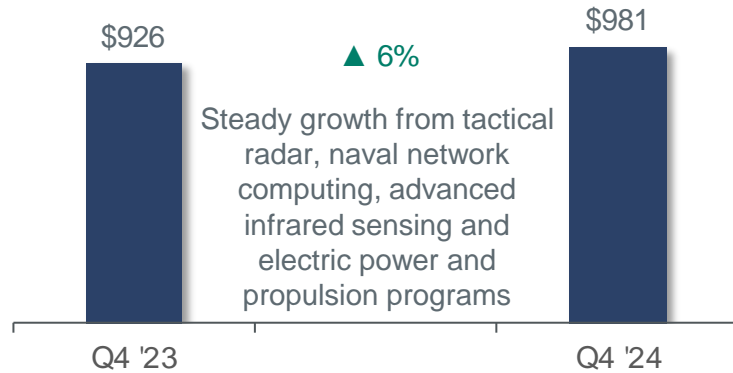 $926
$981
▲ 6%
Steady growth from tactical
radar, naval network
computing, advanced
infrared sensing and
electric power and
propulsion programs
Q4 '23
Q4 '24